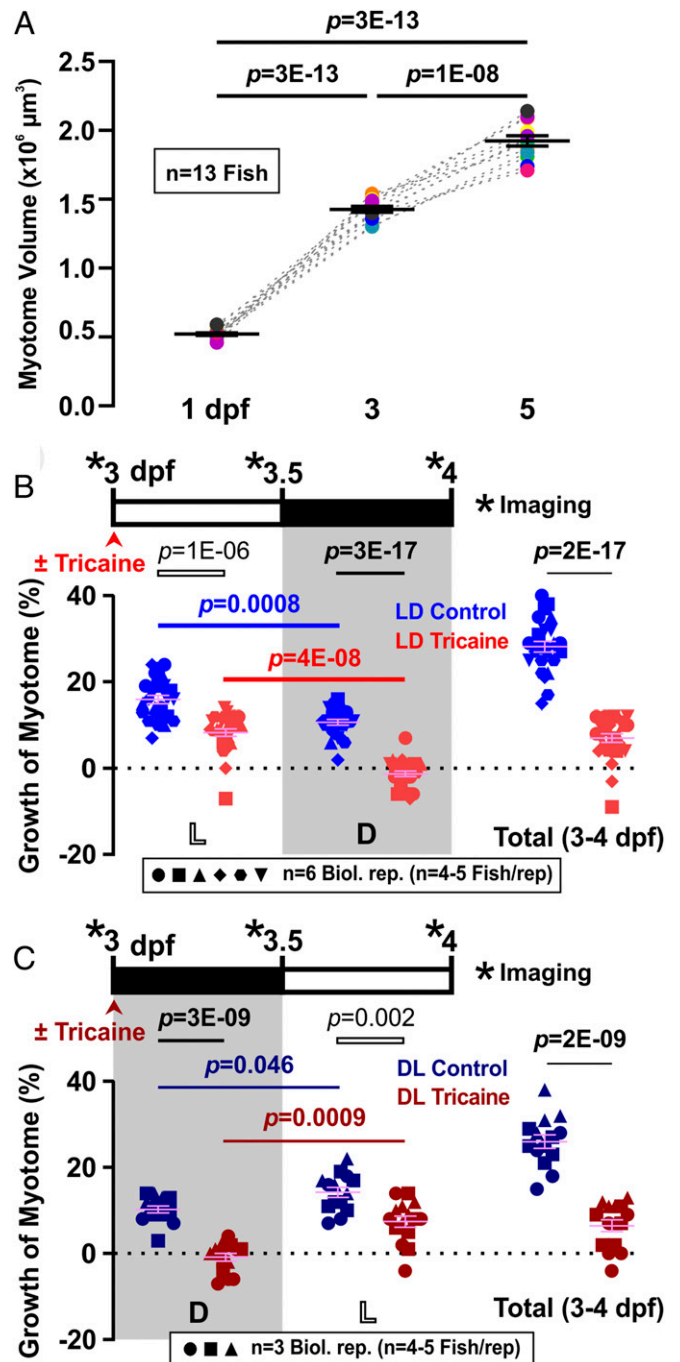 A
p=3E-13
p=3E-13
p=1E-08
2.5
2.0
1.5
1.0
0.5
0.0
Myotome Volume (x10⁶ µm³)
n=13 Fish
1 dpf
3
5
B
*3 dpf
*3.5
*4
* Imaging
± Tricaine
p=1E-06
p=3E-17
p=2E-17
p=0.0008
p=4E-08
LD Control
LD Tricaine
40
20
0
-20
Growth of Myotome (%)
L
D
Total (3-4 dpf)
n=6 Biol. rep. (n=4-5 Fish/rep)
C
*3 dpf
*3.5
*4
* Imaging
± Tricaine
p=3E-09
p=0.002
p=2E-09
p=0.046
p=0.0009
DL Control
DL Tricaine
40
20
0
-20
Growth of Myotome (%)
D
L
Total (3-4 dpf)
n=3 Biol. rep. (n=4-5 Fish/rep)